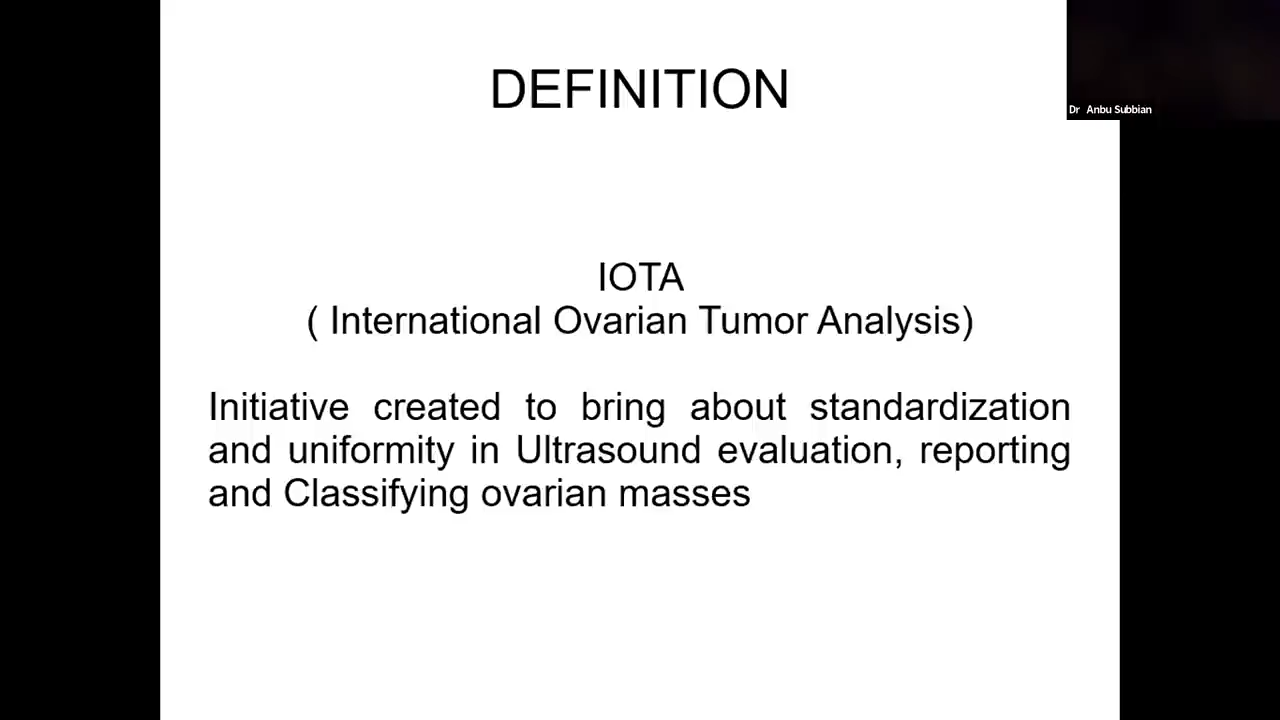 DEFINITION
Dr Anbu Subbian
IOTA
( International Ovarian Tumor Analysis)
Initiative created to bring about standardization
and uniformity in Ultrasound evaluation, reporting
and Classifying ovarian masses